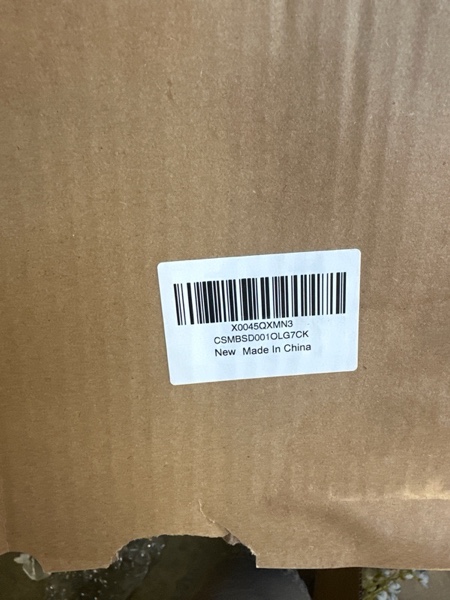 X0045QXMN3
CSMBSD001OLG7CK
New Made In China